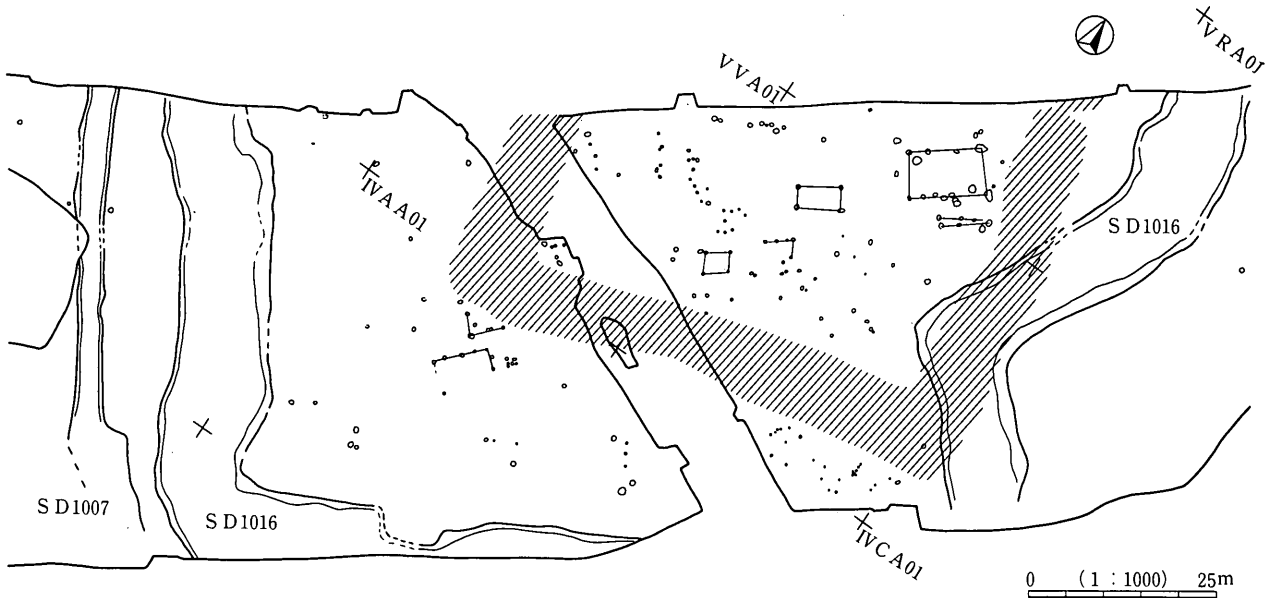 VRA01
VVA01
IVAA01
SD1016
SD1007
SD1016
IVCA01
0 (1:1000) 25m